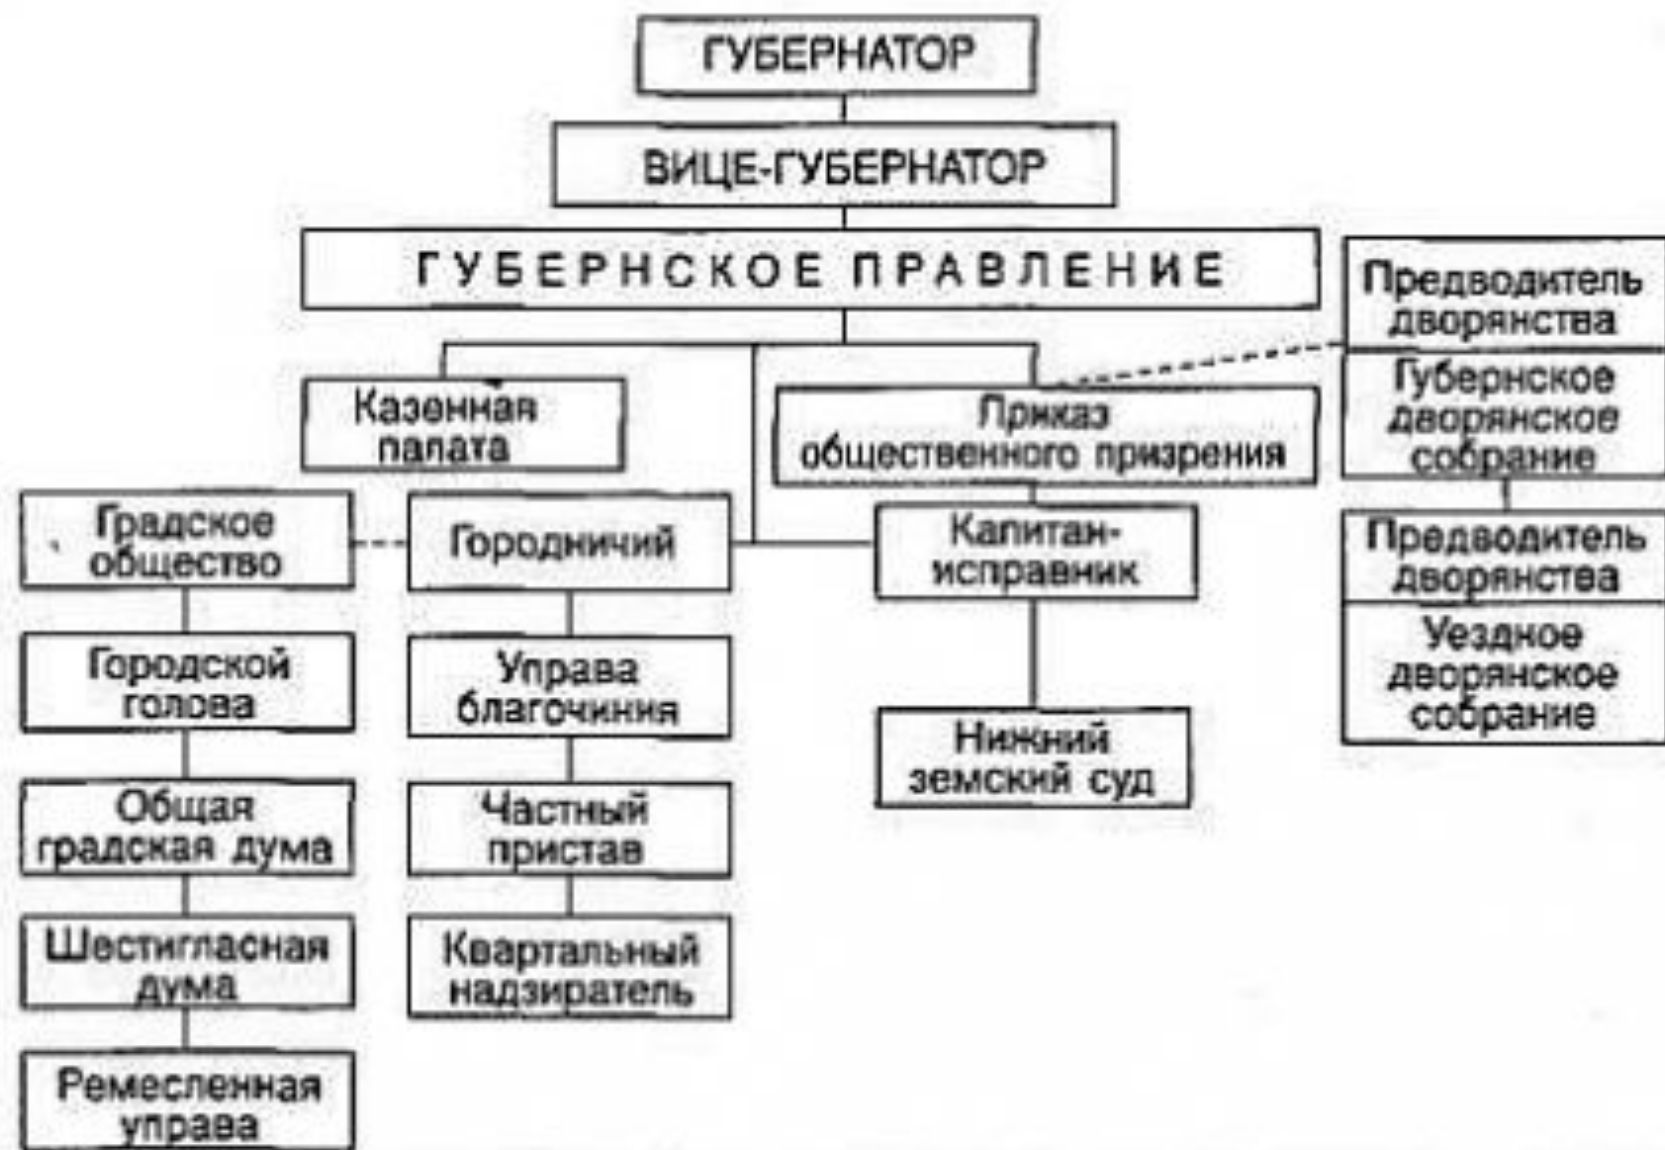 ГУБЕРНАТОР
ВИЦЕ-ГУБЕРНАТОР
ГУБЕРНСКОЕ ПРАВЛЕНИЕ
Предводитель
дворянства
Губернское
дворянское
собрание
Казенная
палата
Приказ
общественного призрения
Градское
общество
Городничий
Капитан-
исправник
Предводитель
дворянства
Уездное
дворянское
собрание
Городской
голова
Управа
благочиния
Нижний
земский суд
Общая
градская дума
Частный
пристав
Шестигласная
дума
Квартальный
надзиратель
Ремесленная
управа